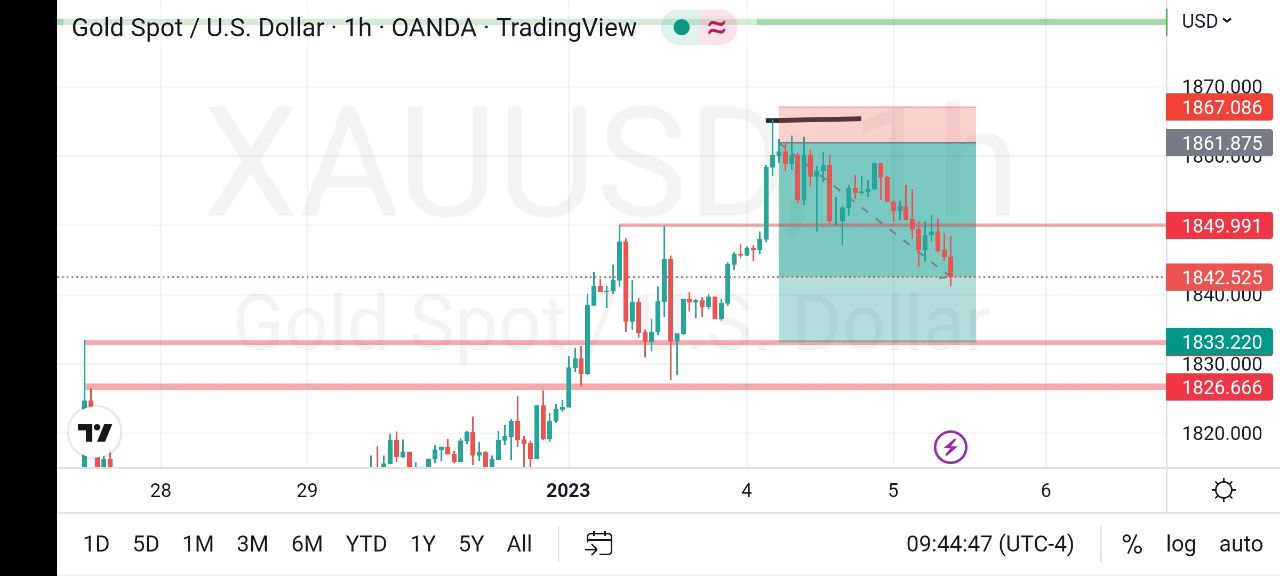 Gold Spot / U.S. Dollar · 1h · OANDA · TradingView
USD
XAUUSD, 1h
Gold Spot / U.S. Dollar
1870.000
1867.086
1861.875
1860.000
1849.991
1842.525
1840.000
1833.220
1830.000
1826.666
1820.000
28 29 2023 4 5 6
1D 5D 1M 3M 6M YTD 1Y 5Y All 09:44:47 (UTC-4) % log auto